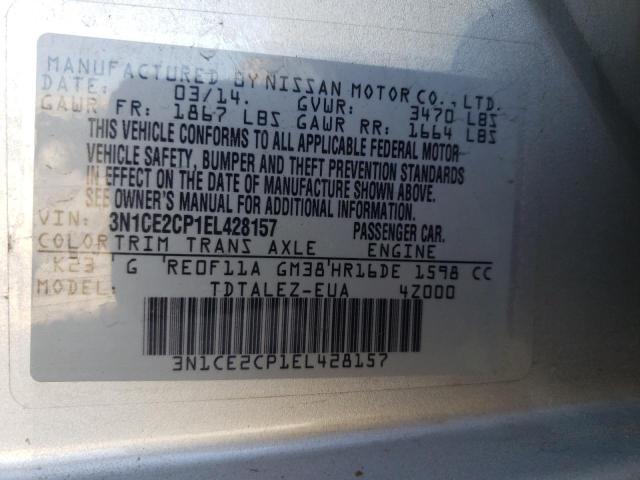 MANUFACTURED BY NISSAN MOTOR CO., LTD.
DATE: 03/14. GVWR: 3470 LBS
GAWR FR: 1867 LBS GAWR RR: 1664 LBS
THIS VEHICLE CONFORMS TO ALL APPLICABLE FEDERAL MOTOR
VEHICLE SAFETY, BUMPER AND THEFT PREVENTION STANDARDS
IN EFFECT ON THE DATE OF MANUFACTURE SHOWN ABOVE.
SEE OWNER'S MANUAL FOR ADDITIONAL INFORMATION.
VIN: 3N1CE2CP1EL428157 PASSENGER CAR.
COLOR TRIM TRANS AXLE ENGINE
K23 G RE0F11A GM38 HR16DE 1598 CC
MODEL: TDTALEZ-EUA 4Z000
3N1CE2CP1EL428157